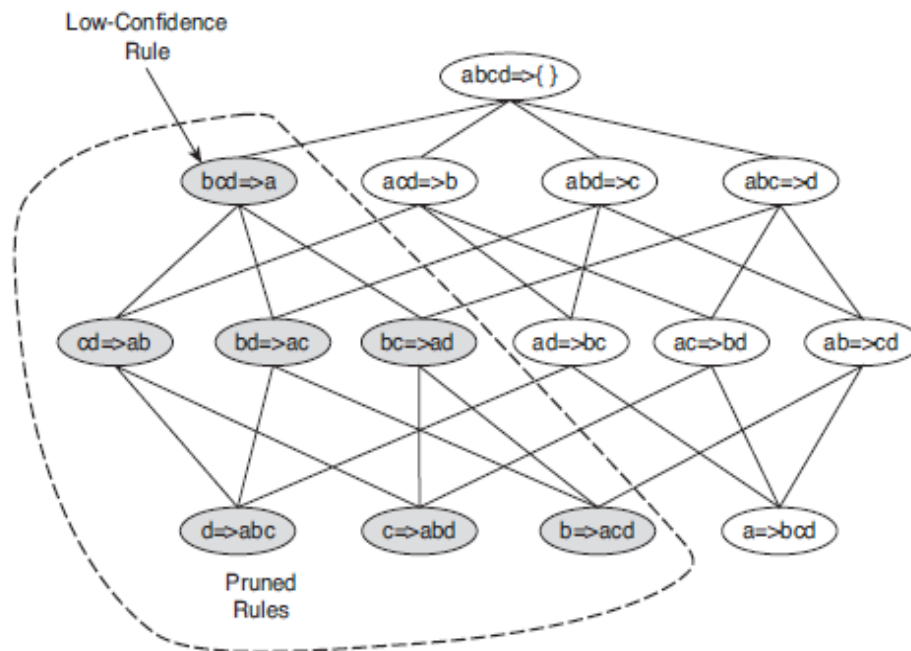 Low-Confidence
Rule
abcd=>{ }
bcd=>a
acd=>b
abd=>c
abc=>d
cd=>ab
bd=>ac
bc=>ad
ad=>bc
ac=>bd
ab=>cd
d=>abc
c=>abd
b=>acd
a=>bcd
Pruned
Rules